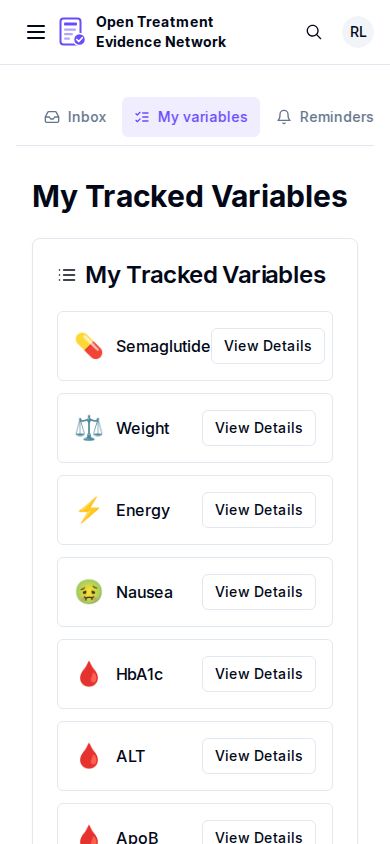 Open Treatment
Evidence Network
RL
Inbox
My variables
Reminders
My Tracked Variables
My Tracked Variables
Semaglutide
View Details
Weight
View Details
Energy
View Details
Nausea
View Details
HbA1c
View Details
ALT
View Details
ApoB
View Details